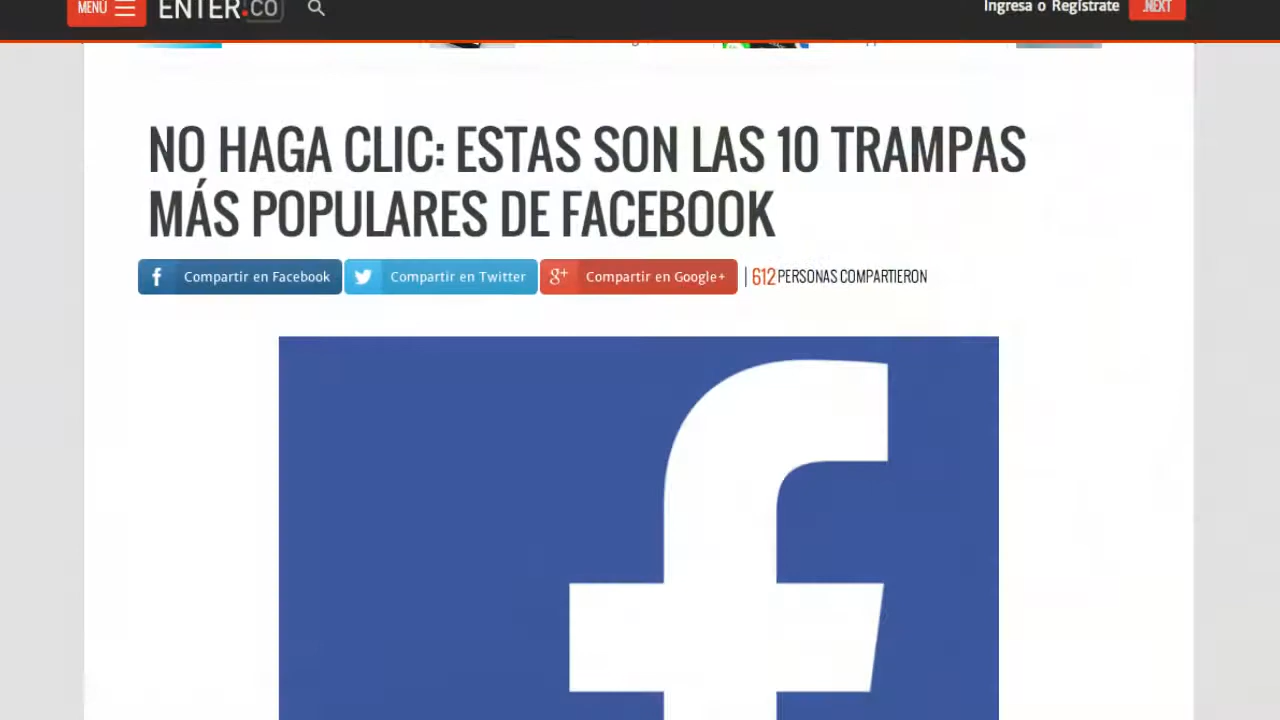 MENÚ ENTER.CO Ingresa o Regístrate .NEXT
NO HAGA CLIC: ESTAS SON LAS 10 TRAMPAS
MÁS POPULARES DE FACEBOOK
Compartir en Facebook Compartir en Twitter g+ Compartir en Google+ | 612 PERSONAS COMPARTIERON